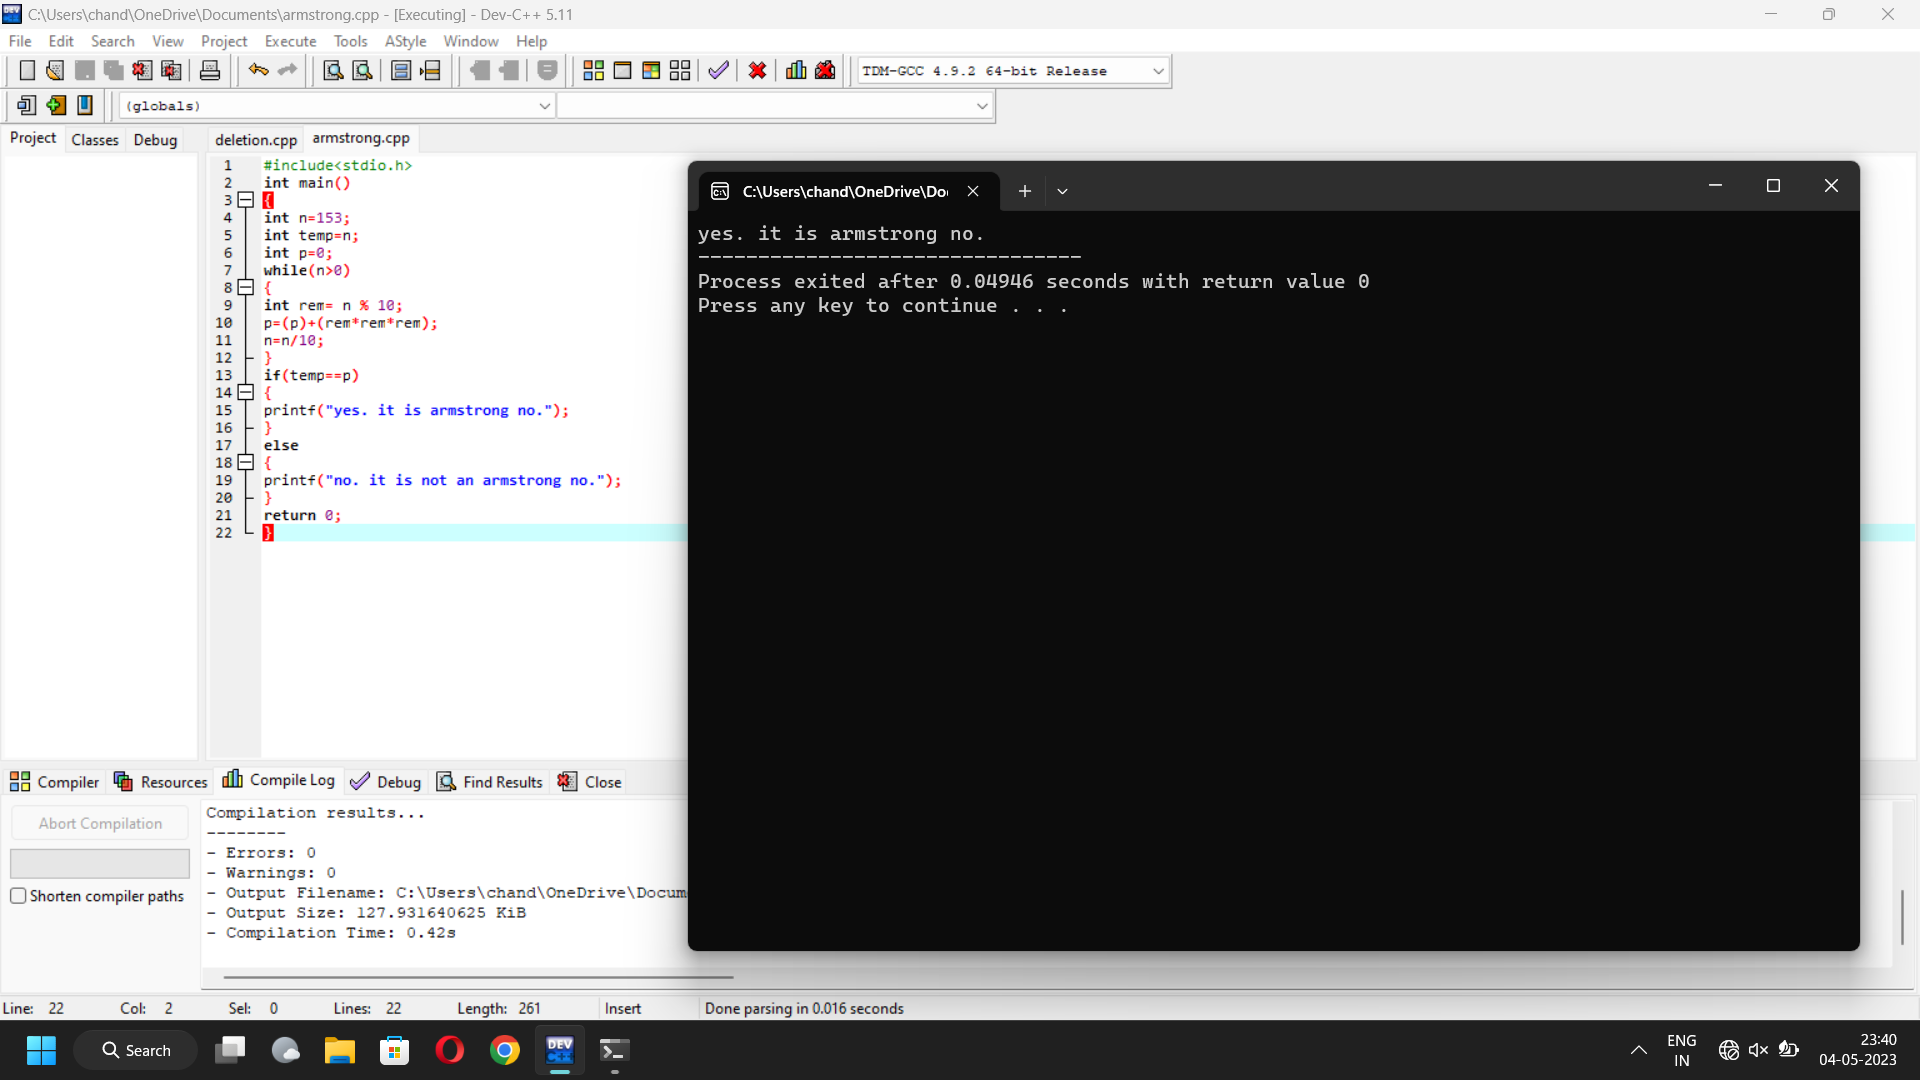 C:\Users\chand\OneDrive\Documents\armstrong.cpp - [Executing] - Dev-C++ 5.11
File Edit Search View Project Execute Tools AStyle Window Help
TDM-GCC 4.9.2 64-bit Release
(globals)
Project Classes Debug
deletion.cpp armstrong.cpp
1 #include<stdio.h>
2 int main()
3 {
4 int n=153;
5 int temp=n;
6 int p=0;
7 while(n>0)
8 {
9 int rem= n % 10;
10 p=(p)+(rem*rem*rem);
11 n=n/10;
12 }
13 if(temp==p)
14 {
15 printf("yes. it is armstrong no.");
16 }
17 else
18 {
19 printf("no. it is not an armstrong no.");
20 }
21 return 0;
22 }
C:\Users\chand\OneDrive\Do
yes. it is armstrong no.
--------------------------------
Process exited after 0.04946 seconds with return value 0
Press any key to continue . . .
Compiler Resources Compile Log Debug Find Results Close
Abort Compilation
Shorten compiler paths
Compilation results...
--------
- Errors: 0
- Warnings: 0
- Output Filename: C:\Users\chand\OneDrive\Docum
- Output Size: 127.931640625 KiB
- Compilation Time: 0.42s
Line: 22 Col: 2 Sel: 0 Lines: 22 Length: 261 Insert Done parsing in 0.016 seconds
Search
DEV C++
ENG
IN
23:40
04-05-2023